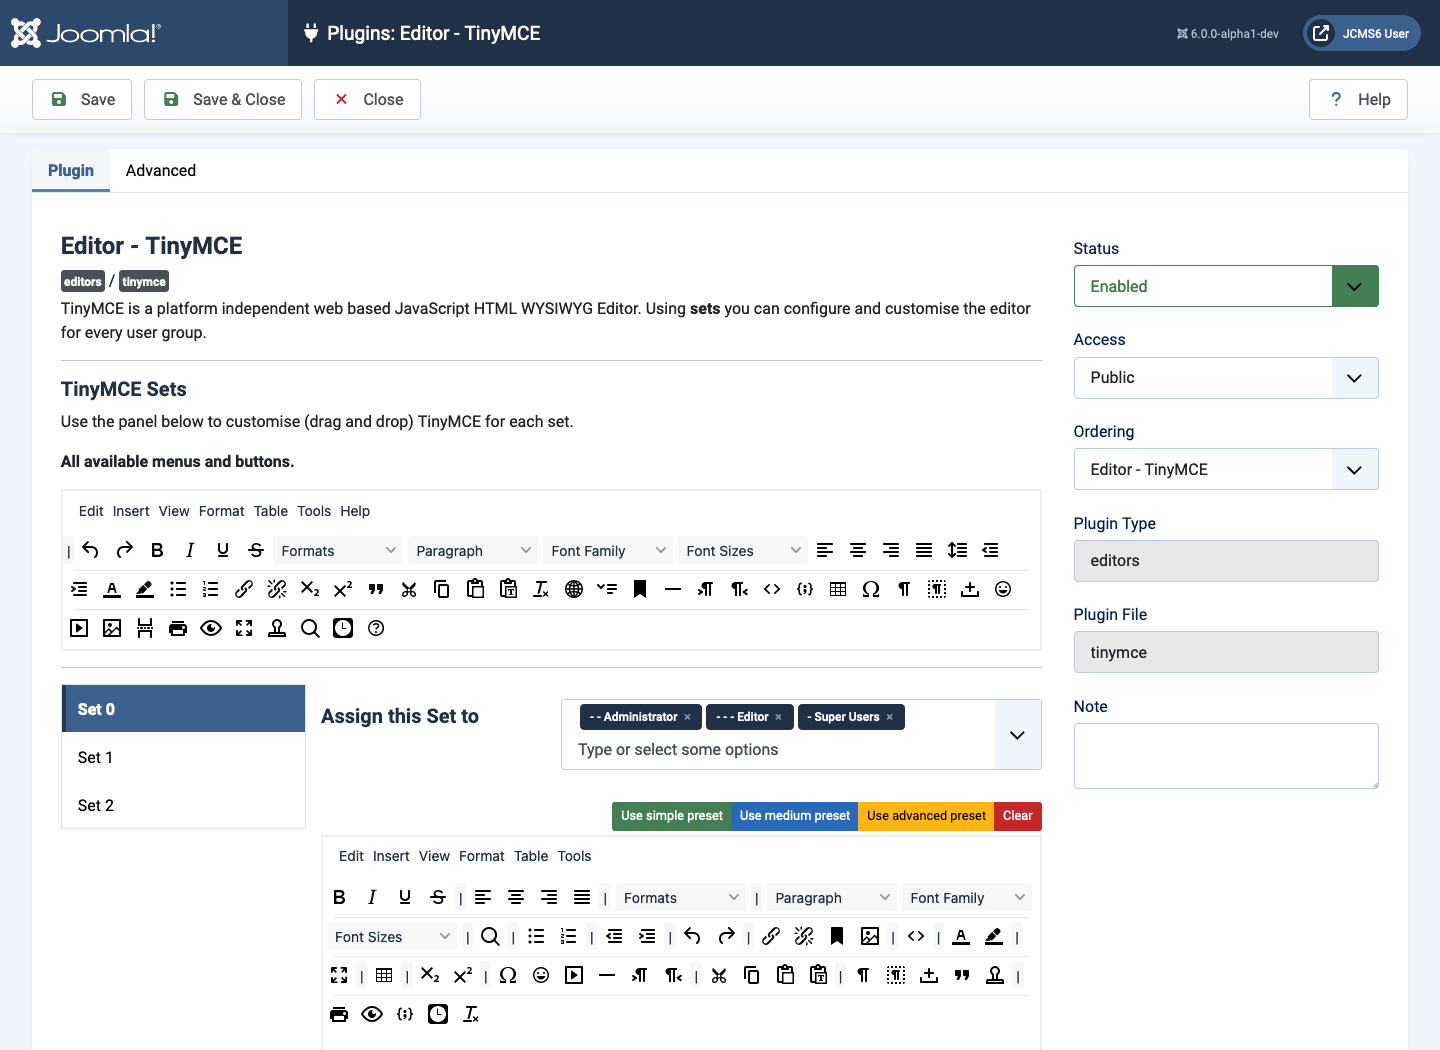 Joomla!®
Plugins: Editor - TinyMCE
6.0.0-alpha1-dev
JCMS6 User
Save
Save & Close
Close
? Help
Plugin
Advanced
Editor - TinyMCE
editors / tinymce
TinyMCE is a platform independent web based JavaScript HTML WYSIWYG Editor. Using sets you can configure and customise the editor
for every user group.
TinyMCE Sets
Use the panel below to customise (drag and drop) TinyMCE for each set.
All available menus and buttons.
Edit Insert View Format Table Tools Help
| B I U S Formats Paragraph Font Family Font Sizes
Set 0
Set 1
Set 2
Assign this Set to
- - Administrator × - - - Editor × - Super Users ×
Type or select some options
Use simple preset Use medium preset Use advanced preset Clear
Edit Insert View Format Table Tools
B I U S | | Formats | Paragraph Font Family
Font Sizes | | | | | | |
Status
Enabled
Access
Public
Ordering
Editor - TinyMCE
Plugin Type
editors
Plugin File
tinymce
Note